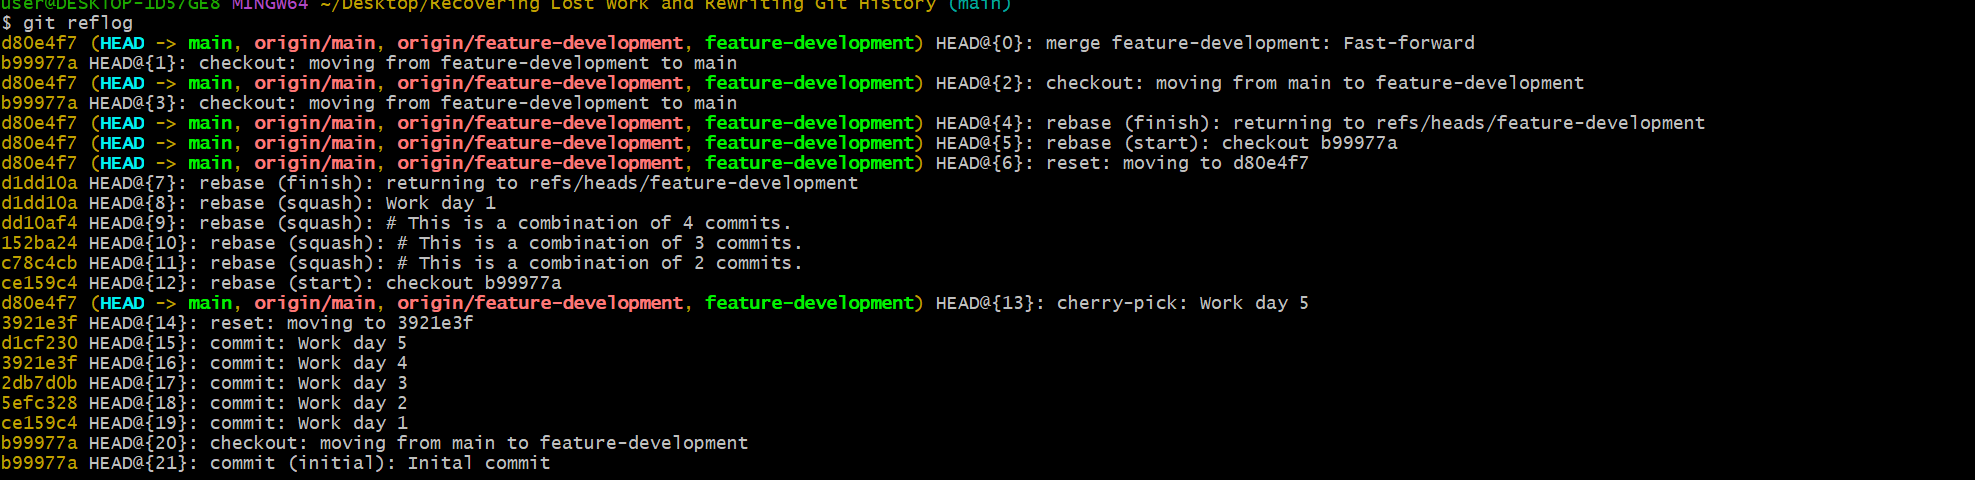 user@DESKTOP-1D57GE8 MINGW64 ~/Desktop/Recovering Lost Work and Rewriting Git History (main)
$ git reflog
d80e4f7 (HEAD -> main, origin/main, origin/feature-development, feature-development) HEAD@{0}: merge feature-development: Fast-forward
b99977a HEAD@{1}: checkout: moving from feature-development to main
d80e4f7 (HEAD -> main, origin/main, origin/feature-development, feature-development) HEAD@{2}: checkout: moving from main to feature-development
b99977a HEAD@{3}: checkout: moving from feature-development to main
d80e4f7 (HEAD -> main, origin/main, origin/feature-development, feature-development) HEAD@{4}: rebase (finish): returning to refs/heads/feature-development
d80e4f7 (HEAD -> main, origin/main, origin/feature-development, feature-development) HEAD@{5}: rebase (start): checkout b99977a
d80e4f7 (HEAD -> main, origin/main, origin/feature-development, feature-development) HEAD@{6}: reset: moving to d80e4f7
d1dd10a HEAD@{7}: rebase (finish): returning to refs/heads/feature-development
d1dd10a HEAD@{8}: rebase (squash): Work day 1
dd10af4 HEAD@{9}: rebase (squash): # This is a combination of 4 commits.
152ba24 HEAD@{10}: rebase (squash): # This is a combination of 3 commits.
c78c4cb HEAD@{11}: rebase (squash): # This is a combination of 2 commits.
ce159c4 HEAD@{12}: rebase (start): checkout b99977a
d80e4f7 (HEAD -> main, origin/main, origin/feature-development, feature-development) HEAD@{13}: cherry-pick: Work day 5
3921e3f HEAD@{14}: reset: moving to 3921e3f
d1cf230 HEAD@{15}: commit: Work day 5
3921e3f HEAD@{16}: commit: Work day 4
2db7d0b HEAD@{17}: commit: Work day 3
5efc328 HEAD@{18}: commit: Work day 2
ce159c4 HEAD@{19}: commit: Work day 1
b99977a HEAD@{20}: checkout: moving from main to feature-development
b99977a HEAD@{21}: commit (initial): Inital commit